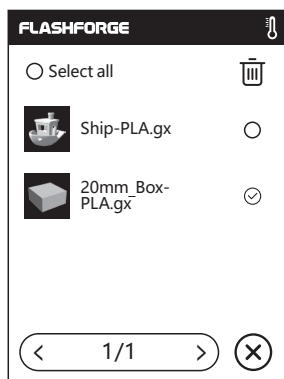 FLASHFORGE
Select all
Ship-PLA.gx
20mm_Box-
PLA.gx
1/1